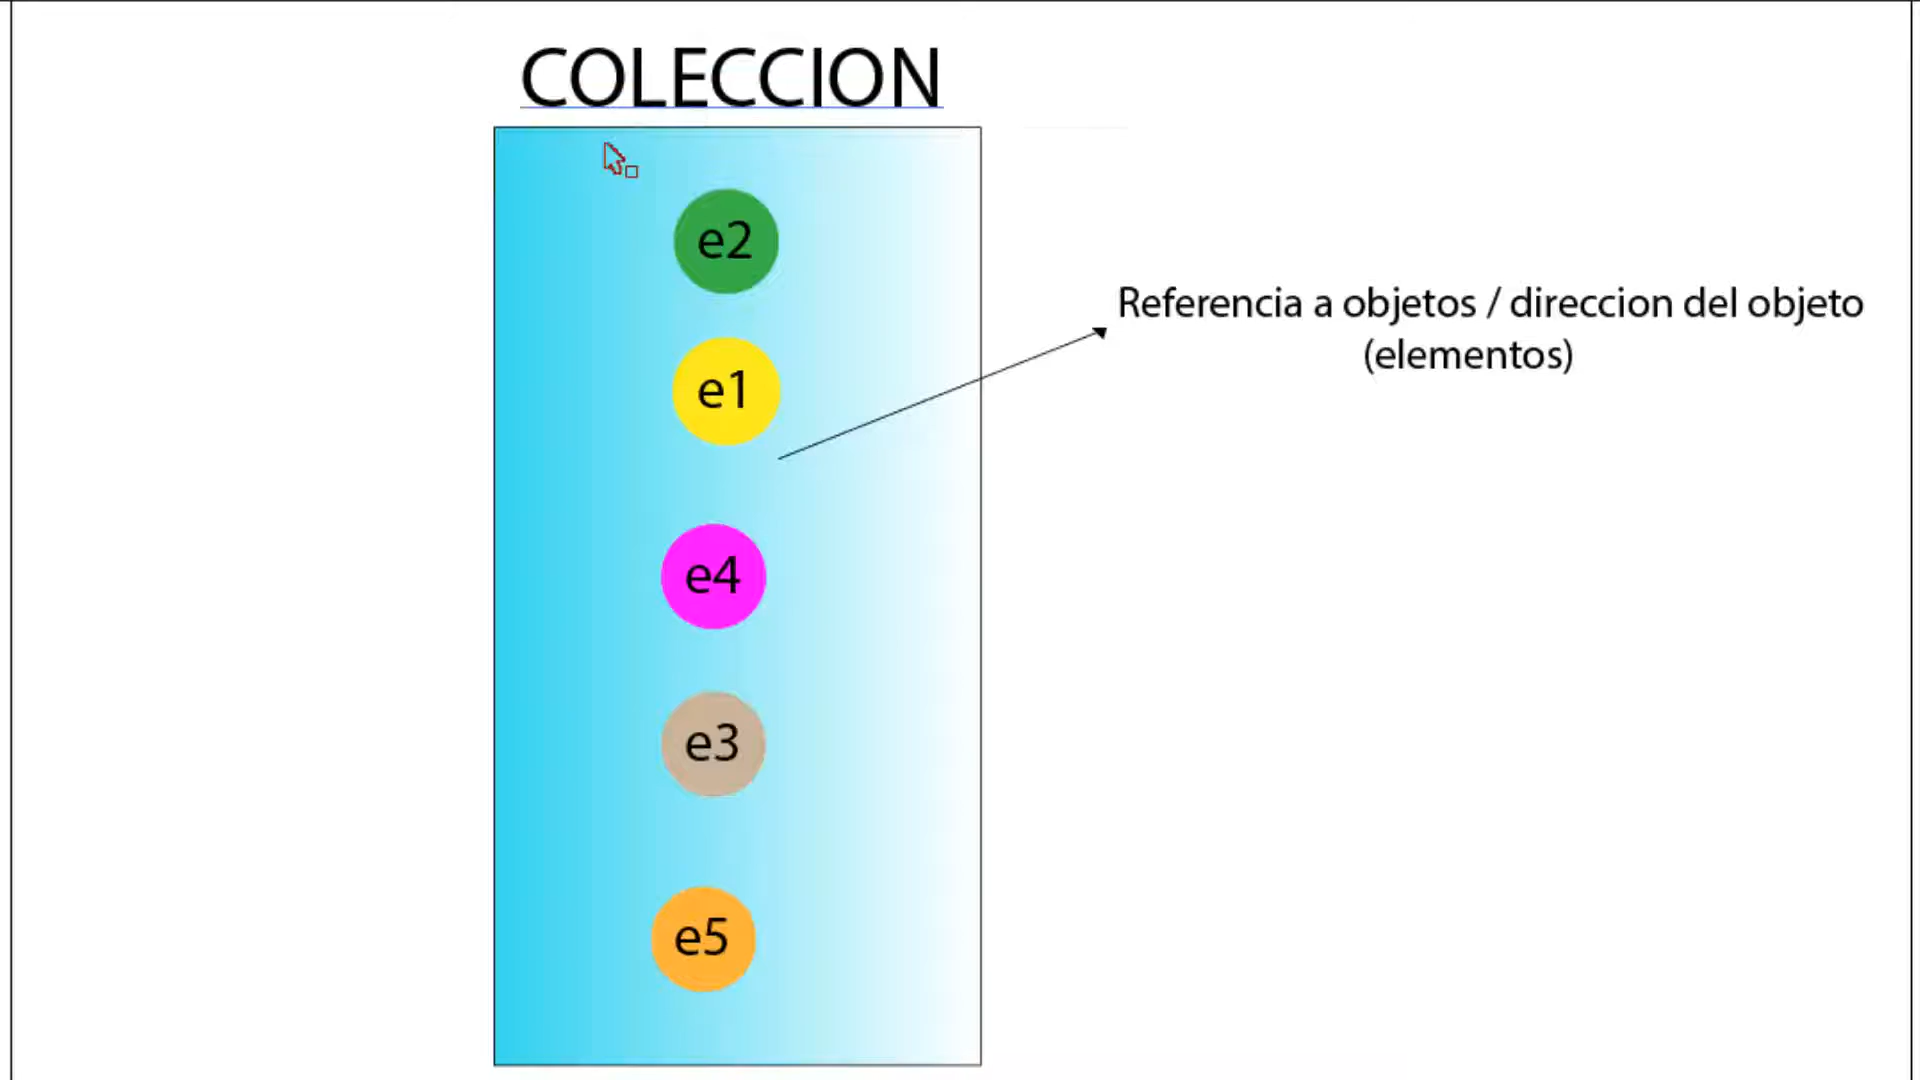 COLECCION
e2
e1
Referencia a objetos / direccion del objeto
(elementos)
e4
e3
e5